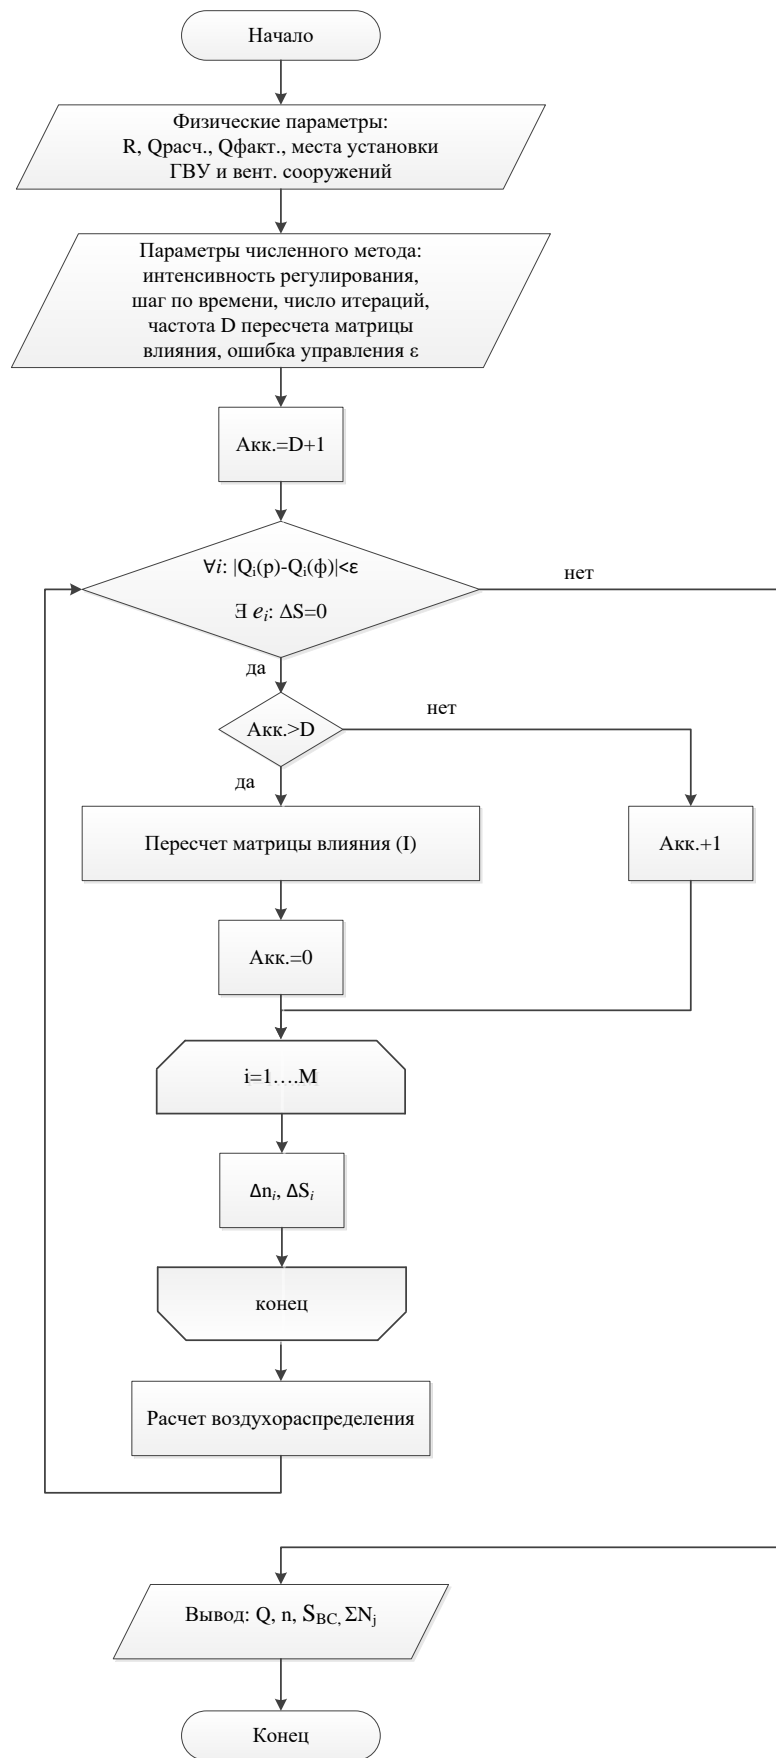 Начало
Физические параметры:
R, Qрасч., Qфакт., места установки
ГВУ и вент. сооружений
Параметры численного метода:
интенсивность регулирования,
шаг по времени, число итераций,
частота D пересчета матрицы
влияния, ошибка управления ε
Акк.=D+1
∀i: |Qi(р)-Qi(ф)|<ε
нет
∃ ei: ΔS=0
да
Акк.>D
нет
да
Пересчет матрицы влияния (I)
Акк.+1
Акк.=0
i=1….M
Δni, ΔSi
конец
Расчет воздухораспределения
Вывод: Q, n, SВС, ΣNj
Конец